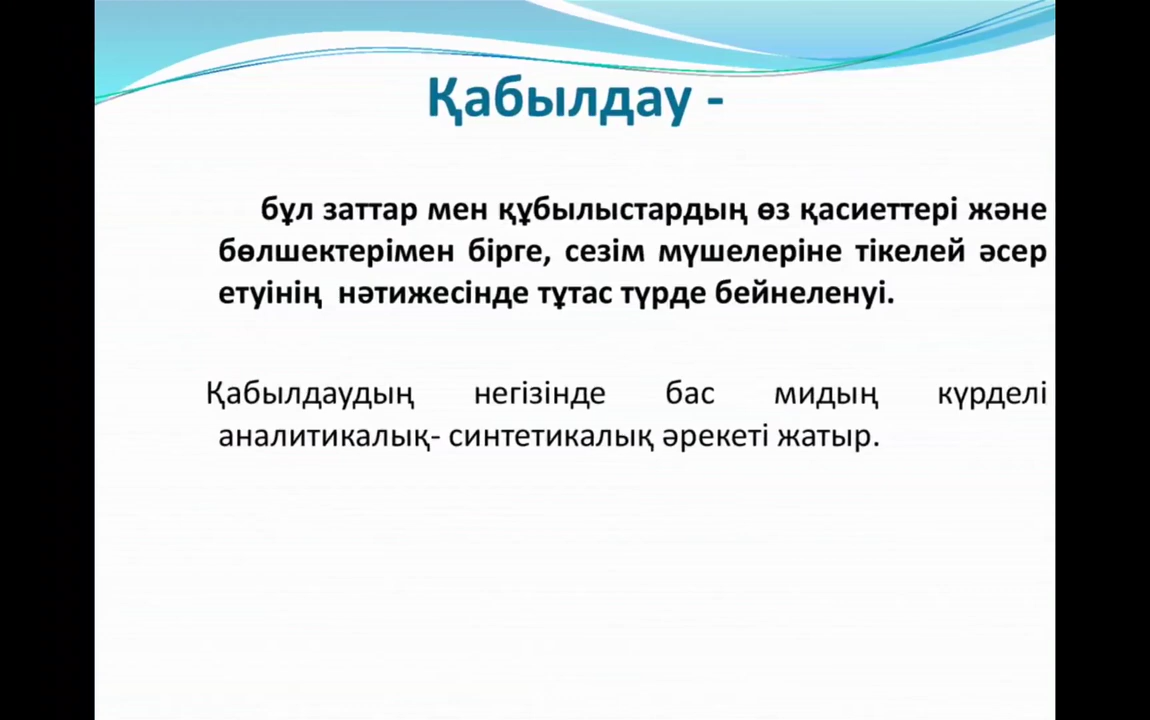 Қабылдау -
бұл заттар мен құбылыстардың өз қасиеттері және
бөлшектерімен бірге, сезім мүшелеріне тікелей әсер
етуінің нәтижесінде тұтас түрде бейнеленуі.
Қабылдаудың негізінде бас мидың күрделі
аналитикалық- синтетикалық әрекеті жатыр.